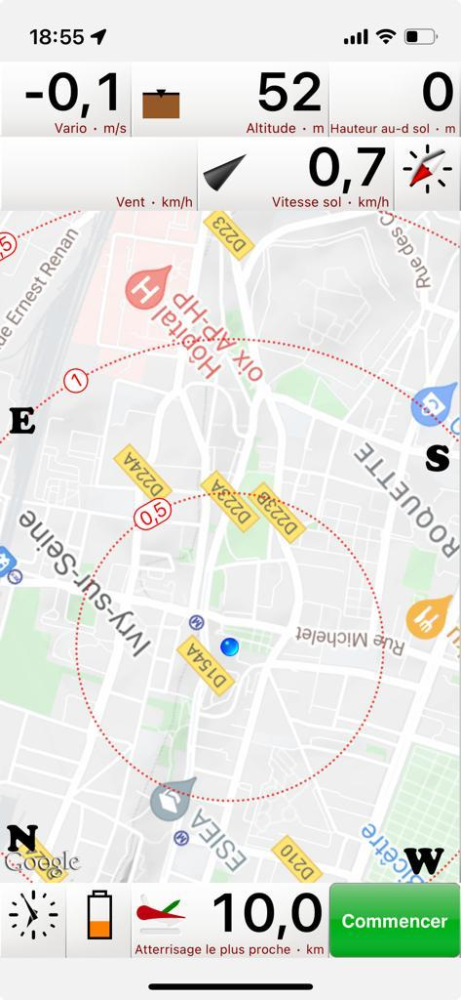 18:55
-0,1
52
0
Vario · m/s
Altitude · m
Hauteur au-d sol · m
0,7
Vent · km/h
Vitesse sol · km/h
D223
Rue des C
ue Ernest Renan
Hôpital
oix AP-HP
1
E
S
D224A
D223A
D223B
0,5
ROQUETTE
Ivry-sur-Seine
M
Rue Michelet
D154A
ESIEA
M
D210
Bicêtre
N
Google
W
10,0
Atterrisage le plus proche · km
Commencer